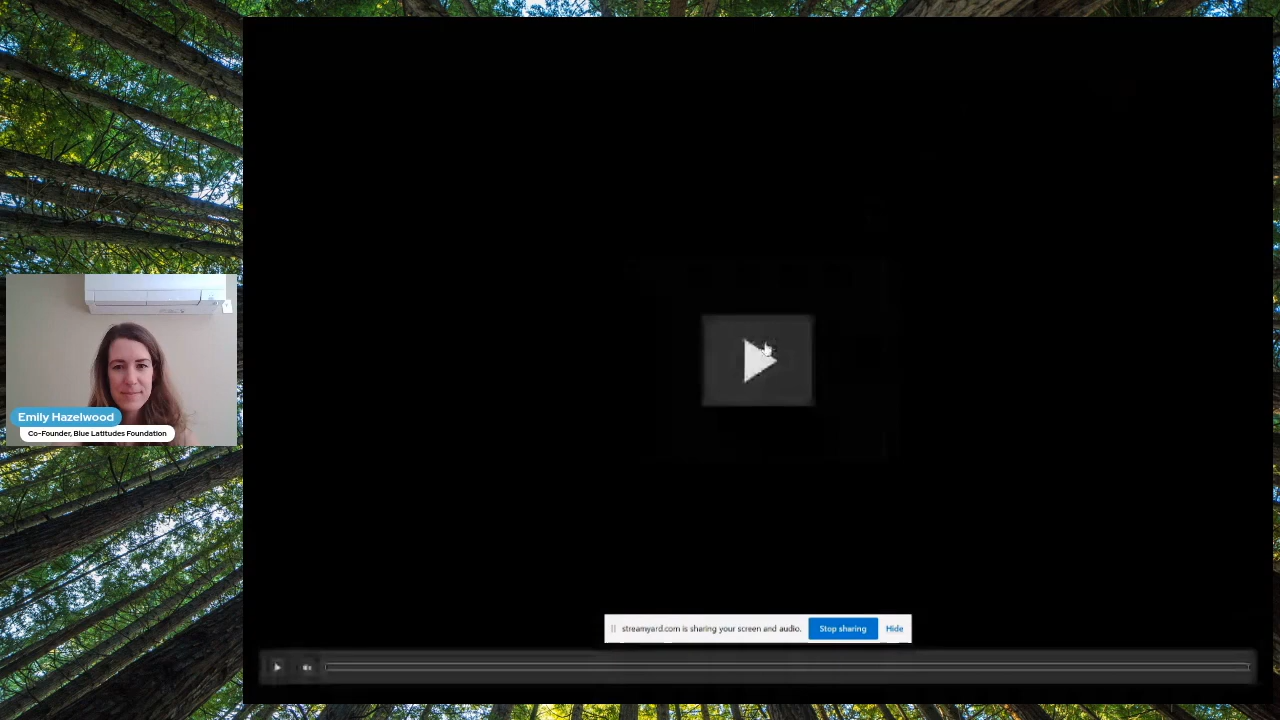 Emily Hazelwood
Co-Founder, Blue Latitudes Foundation
streamyard.com is sharing your screen and audio.
Stop sharing
Hide